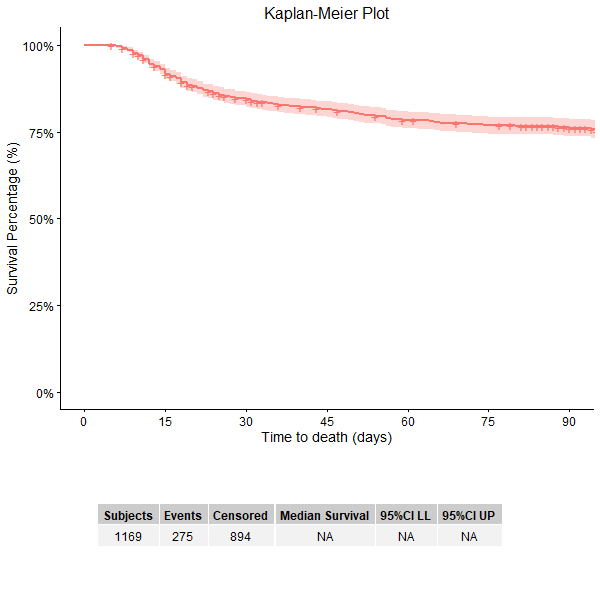 Kaplan-Meier Plot
Survival Percentage (%)
100%
75%
50%
25%
0%
0 15 30 45 60 75 90
Time to death (days)
Subjects Events Censored Median Survival 95%CI LL 95%CI UP
1169 275 894 NA NA NA